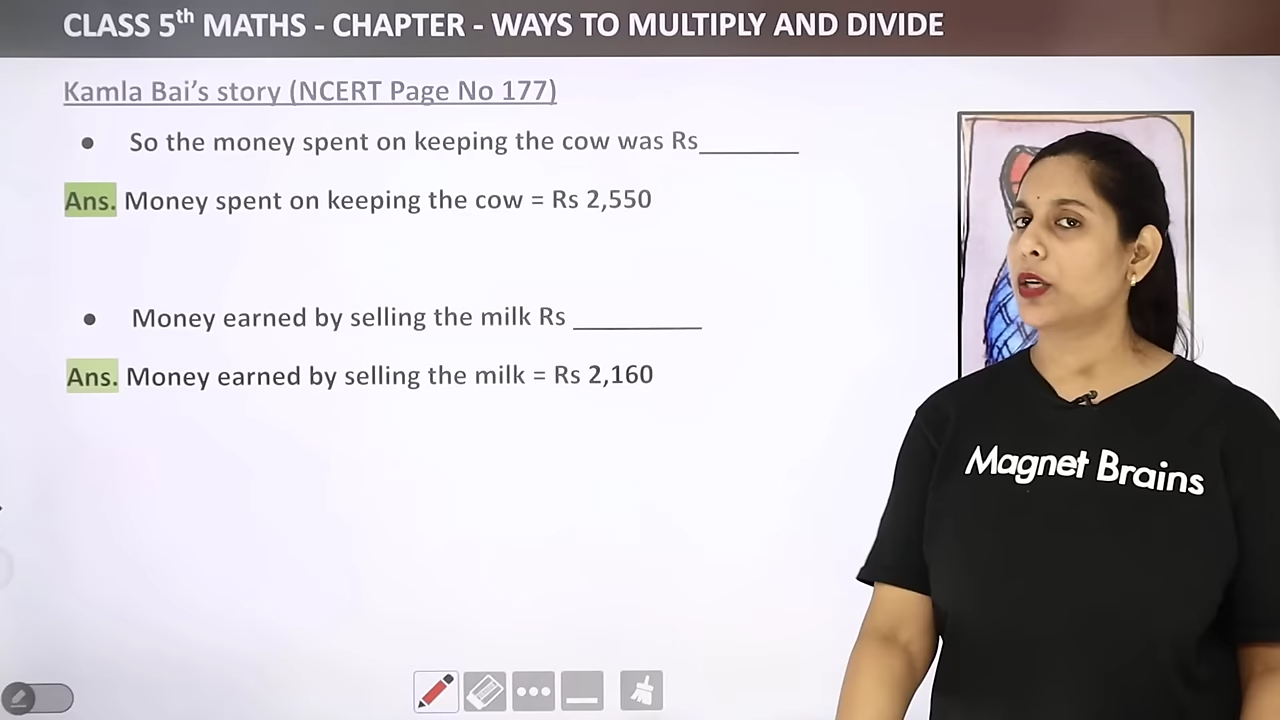 CLASS 5th MATHS - CHAPTER - WAYS TO MULTIPLY AND DIVIDE
Kamla Bai's story (NCERT Page No 177)
● So the money spent on keeping the cow was Rs________
Ans. Money spent on keeping the cow = Rs 2,550
● Money earned by selling the milk Rs __________
Ans. Money earned by selling the milk = Rs 2,160
Magnet Brains